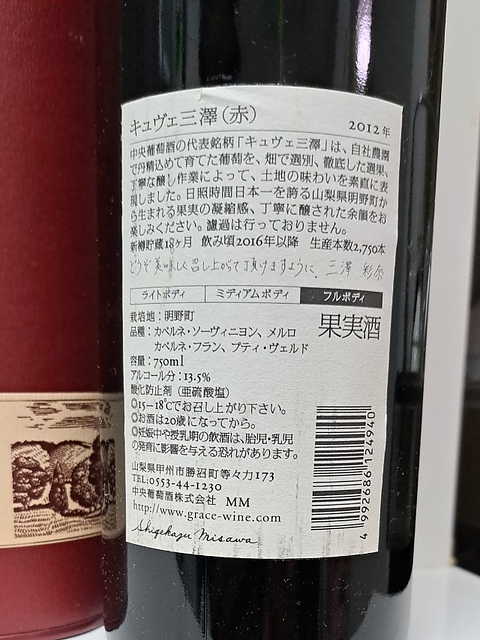 キュヴェ三澤(赤)
2012年
中央葡萄酒の代表銘柄「キュヴェ三澤」は、自社農園
で丹精込めて育てた葡萄を、畑で選別、徹底した選果、
丁寧な醸し作業によって、土地の味わいを素直に表
現しました。日照時間日本一を誇る山梨県明野町か
ら生まれる果実の凝縮感、丁寧に醸された余韻をお
楽しみください。濾過は行っておりません。
新樽貯蔵18ヶ月 飲み頃2016年以降 生産本数2,750本
どうぞ美味しく召し上がって頂けますように、三澤 彩奈
ライトボディ ミディアムボディ フルボディ
栽培地:明野町
品種:カベルネ・ソーヴィニヨン、メルロ
カベルネ・フラン、プティ・ヴェルド
果実酒
容量:750ml
アルコール分:13.5%
酸化防止剤(亜硫酸塩)
◎15-18℃でお召し上がり下さい。
◎お酒は20歳になってから。
◎妊娠中や授乳期の飲酒は、胎児・乳児
の発育に影響を与える恐れがあります。
山梨県甲州市勝沼町等々力173
TEL:0553-44-1230
中央葡萄酒株式会社 MM
http://www.grace-wine.com
Shigekazu Misawa
4 992686 124940